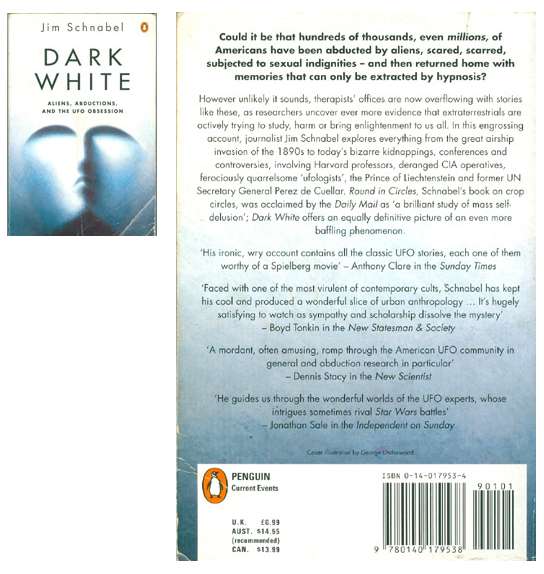 Jim Schnabel
DARK
WHITE
ALIENS, ABDUCTIONS,
AND THE UFO OBSESSION
Could it be that hundreds of thousands, even millions, of
Americans have been abducted by aliens, scared, scarred,
subjected to sexual indignities – and then returned home with
memories that can only be extracted by hypnosis?
However unlikely it sounds, therapists' offices are now overflowing with stories
like these, as researchers uncover ever more evidence that extraterrestrials are
actively trying to study, harm or bring enlightenment to us all. In this engrossing
account, journalist Jim Schnabel explores everything from the great airship
invasion of the 1890s to today's bizarre kidnappings, conferences and
controversies, involving Harvard professors, deranged CIA operatives,
ferociously quarrelsome 'ufologists', the Prince of Liechtenstein and former UN
Secretary General Perez de Cuellar. Round in Circles, Schnabel's book on crop
circles, was acclaimed by the Daily Mail as 'a brilliant study of mass self-
delusion'; Dark White offers an equally definitive picture of an even more
baffling phenomenon.
'His ironic, wry account contains all the classic UFO stories, each one of them
worthy of a Spielberg movie' – Anthony Clare in the Sunday Times
'Faced with one of the most virulent of contemporary cults, Schnabel has kept
his cool and produced a wonderful slice of urban anthropology ... It's hugely
satisfying to watch as sympathy and scholarship dissolve the mystery'
– Boyd Tonkin in the New Statesman & Society
'A mordant, often amusing, romp through the American UFO community in
general and abduction research in particular'
– Dennis Stacy in the New Scientist
'He guides us through the wonderful worlds of the UFO experts, whose
intrigues sometimes rival Star Wars battles'
– Jonathan Sale in the Independent on Sunday
Cover illustration by George Underwood
PENGUIN
Current Events
U.K. £6.99
AUST. $14.95
(recommended)
CAN. $13.99
ISBN 0-14-017953-4
90101
9 780140 179538